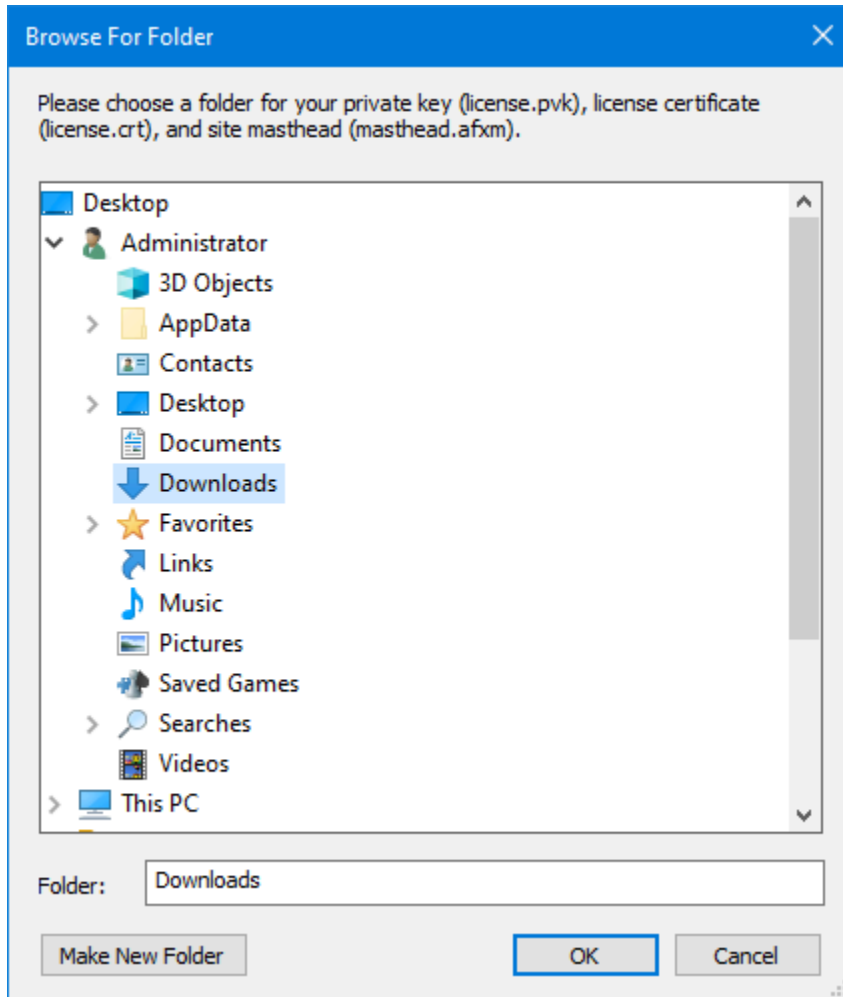 Browse For Folder
Please choose a folder for your private key (license.pvk), license certificate
(license.crt), and site masthead (masthead.afxm).
Desktop
Administrator
3D Objects
AppData
Contacts
Desktop
Documents
Downloads
Favorites
Links
Music
Pictures
Saved Games
Searches
Videos
This PC
Folder: Downloads
Make New Folder OK Cancel